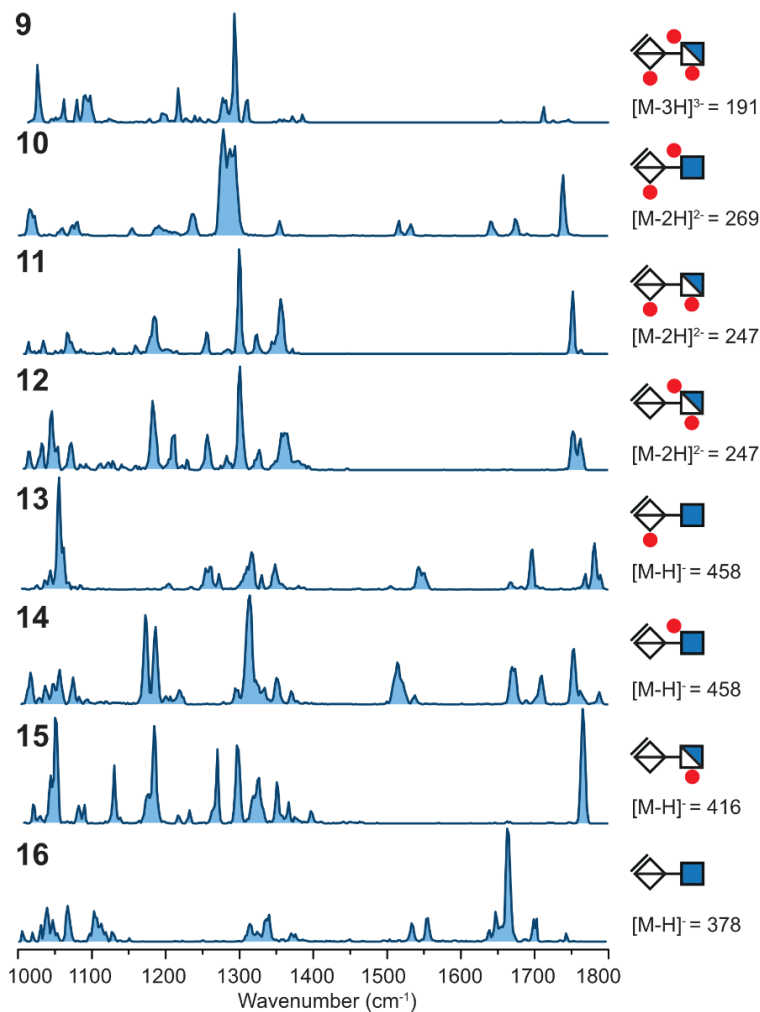 9
[M-3H]³⁻ = 191
10
[M-2H]²⁻ = 269
11
[M-2H]²⁻ = 247
12
[M-2H]²⁻ = 247
13
[M-H]⁻ = 458
14
[M-H]⁻ = 458
15
[M-H]⁻ = 416
16
[M-H]⁻ = 378
1000 1100 1200 1300 1400 1500 1600 1700 1800
Wavenumber (cm⁻¹)